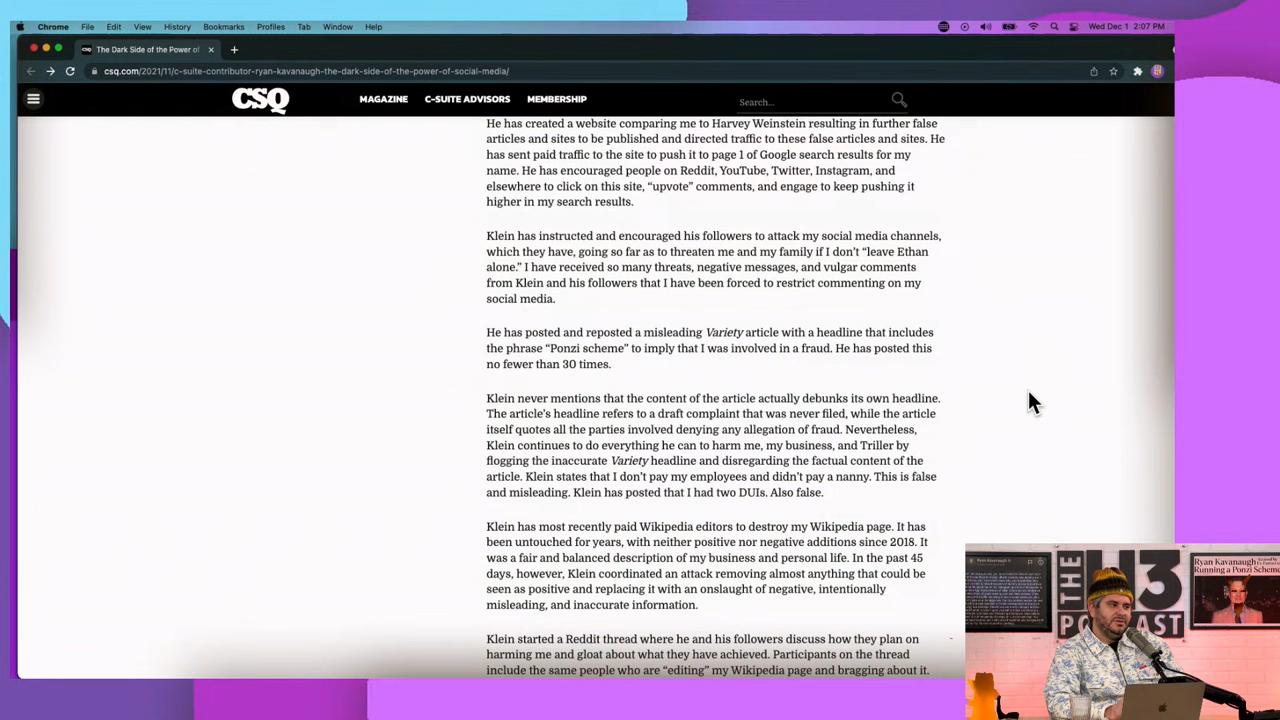 Chrome File Edit View History Bookmarks Profiles Tab Window Help Wed Dec 1 2:07 PM
CSQ The Dark Side of the Power of
csq.com/2021/11/c-suite-contributor-ryan-kavanaugh-the-dark-side-of-the-power-of-social-media/
CSQ MAGAZINE C-SUITE ADVISORS MEMBERSHIP Search...
He has created a website comparing me to Harvey Weinstein resulting in further false
articles and sites to be published and directed traffic to these false articles and sites. He
has sent paid traffic to the site to push it to page 1 of Google search results for my
name. He has encouraged people on Reddit, YouTube, Twitter, Instagram, and
elsewhere to click on this site, “upvote” comments, and engage to keep pushing it
higher in my search results.
Klein has instructed and encouraged his followers to attack my social media channels,
which they have, going so far as to threaten me and my family if I don’t “leave Ethan
alone.” I have received so many threats, negative messages, and vulgar comments
from Klein and his followers that I have been forced to restrict commenting on my
social media.
He has posted and reposted a misleading Variety article with a headline that includes
the phrase “Ponzi scheme” to imply that I was involved in a fraud. He has posted this
no fewer than 30 times.
Klein never mentions that the content of the article actually debunks its own headline.
The article’s headline refers to a draft complaint that was never filed, while the article
itself quotes all the parties involved denying any allegation of fraud. Nevertheless,
Klein continues to do everything he can to harm me, my business, and Triller by
flogging the inaccurate Variety headline and disregarding the factual content of the
article. Klein states that I don’t pay my employees and didn’t pay a nanny. This is false
and misleading. Klein has posted that I had two DUIs. Also false.
Klein has most recently paid Wikipedia editors to destroy my Wikipedia page. It has
been untouched for years, with neither positive nor negative additions since 2018. It
was a fair and balanced description of my business and personal life. In the past 45
days, however, Klein coordinated an attack removing almost anything that could be
seen as positive and replacing it with an onslaught of negative, intentionally
misleading, and inaccurate information.
Klein started a Reddit thread where he and his followers discuss how they plan on
harming me and gloat about what they have achieved. Participants on the thread
include the same people who are “editing” my Wikipedia page and bragging about it.
Ryan Kavanaugh
THE H3
PODCAST
Ryan Kavanaugh
Running a Ponzi Scheme